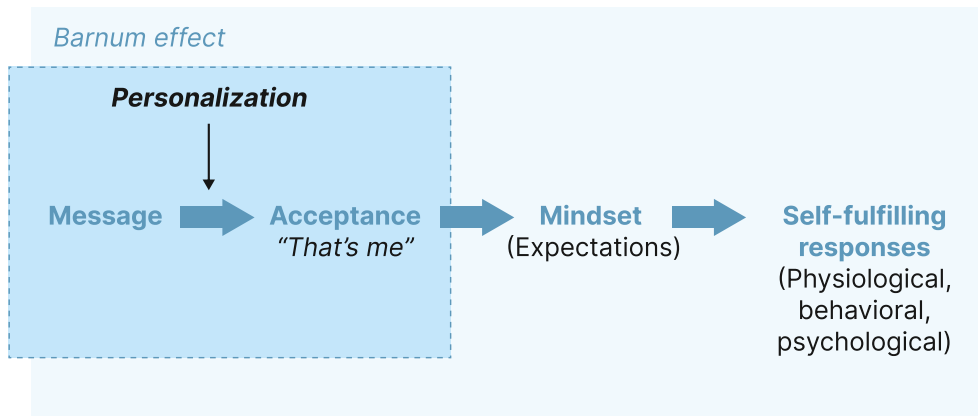 Barnum effect
Personalization
Message
Acceptance
“That’s me”
Mindset
(Expectations)
Self-fulfilling
responses
(Physiological,
behavioral,
psychological)